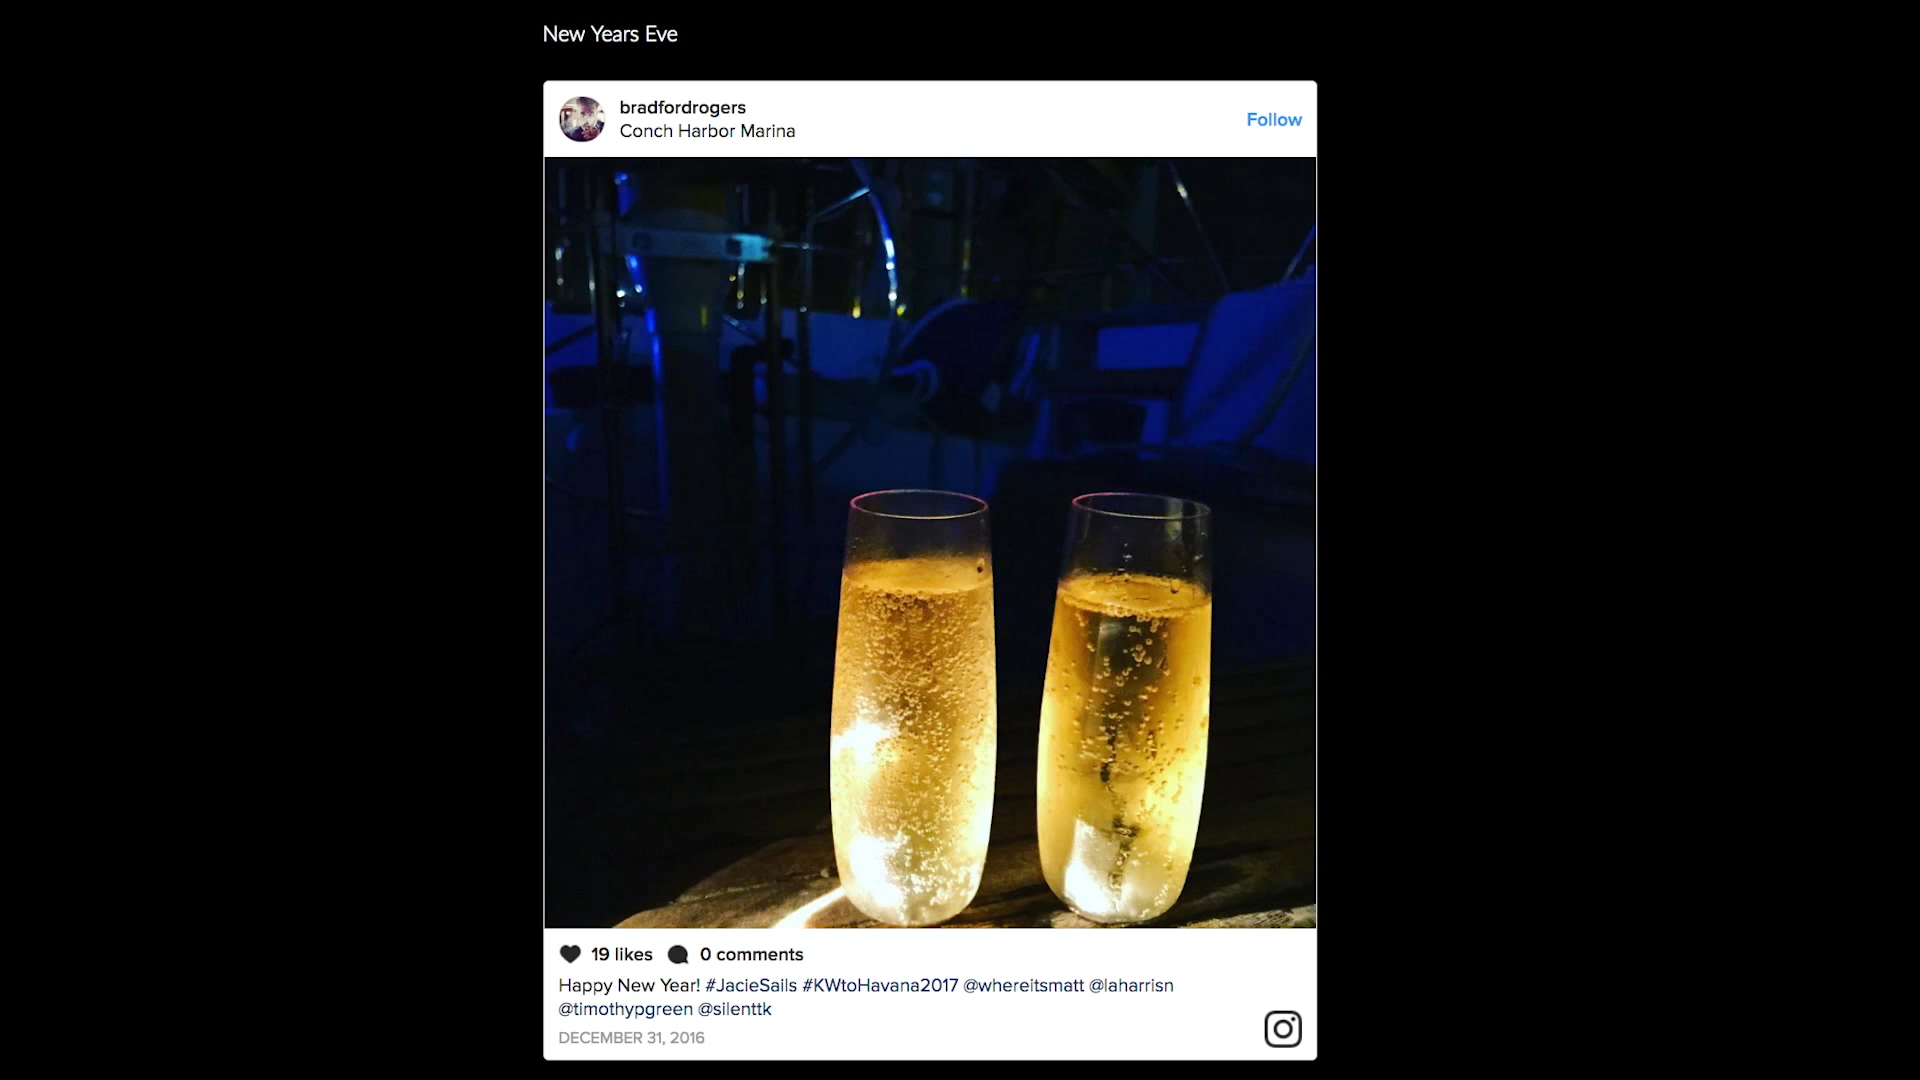 New Years Eve
bradfordrogers
Conch Harbor Marina
Follow
19 likes 0 comments
Happy New Year! #JacieSails #KWtoHavana2017 @whereitsmatt @laharrisn
@timothypgreen @silenttk
DECEMBER 31, 2016